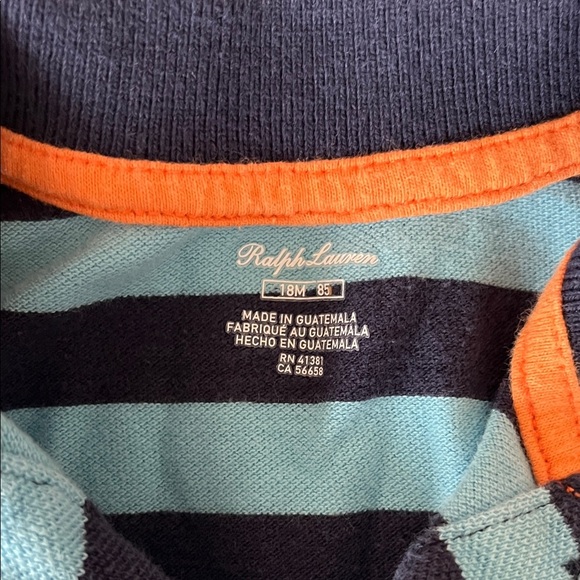 Ralph Lauren
18M 85
MADE IN GUATEMALA
FABRIQUÉ AU GUATEMALA
HECHO EN GUATEMALA
RN 41381
CA 56658